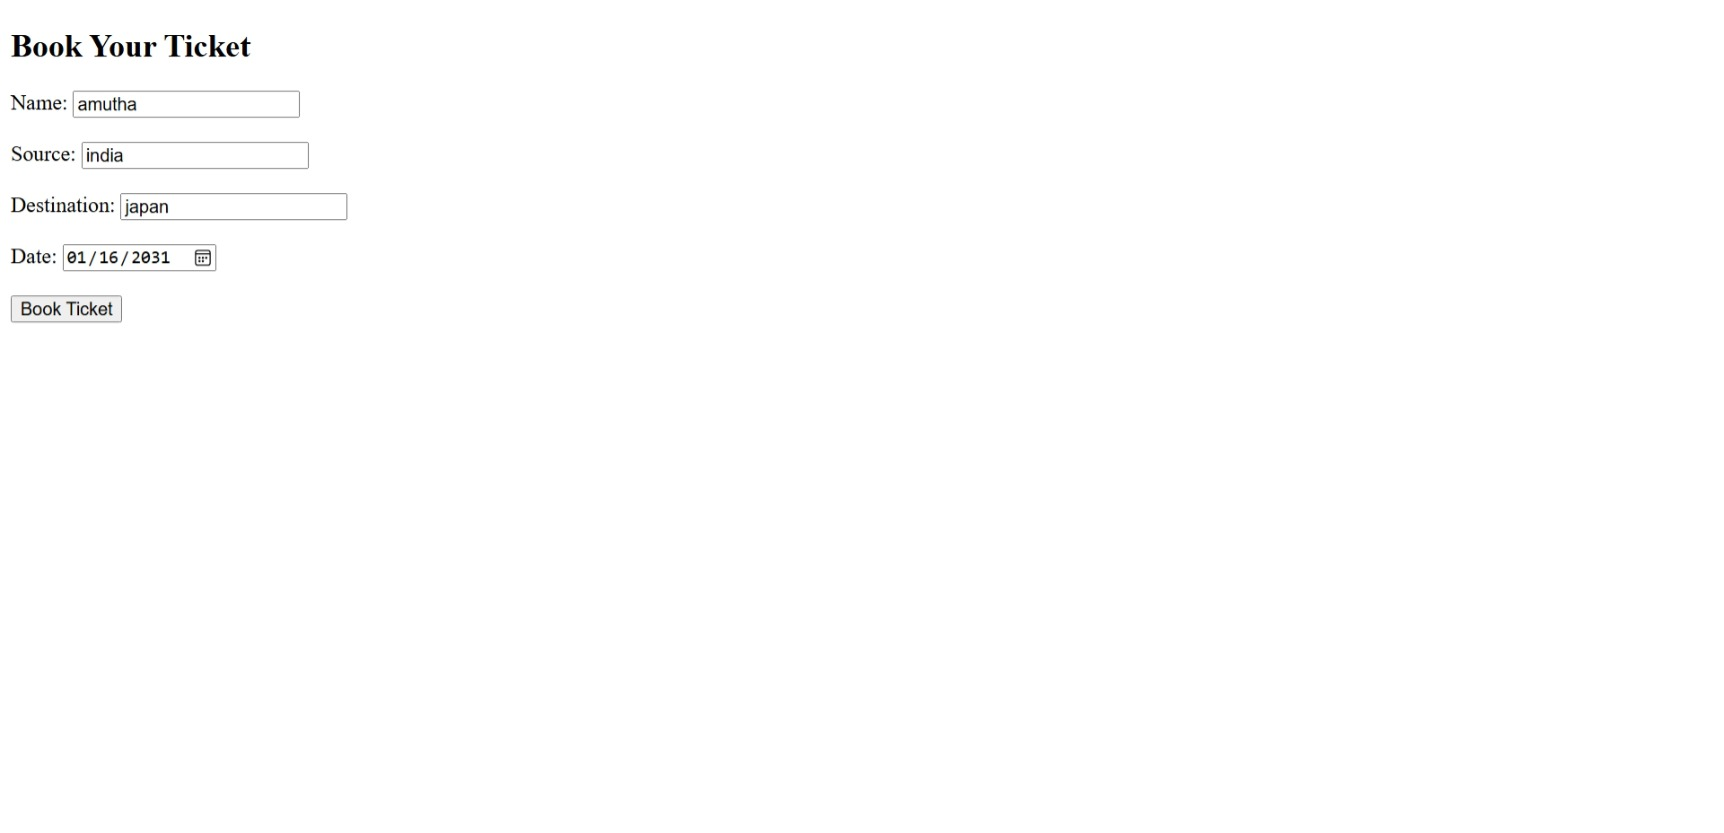 Book Your Ticket
Name: amutha
Source: india
Destination: japan
Date: 01/16/2031
Book Ticket